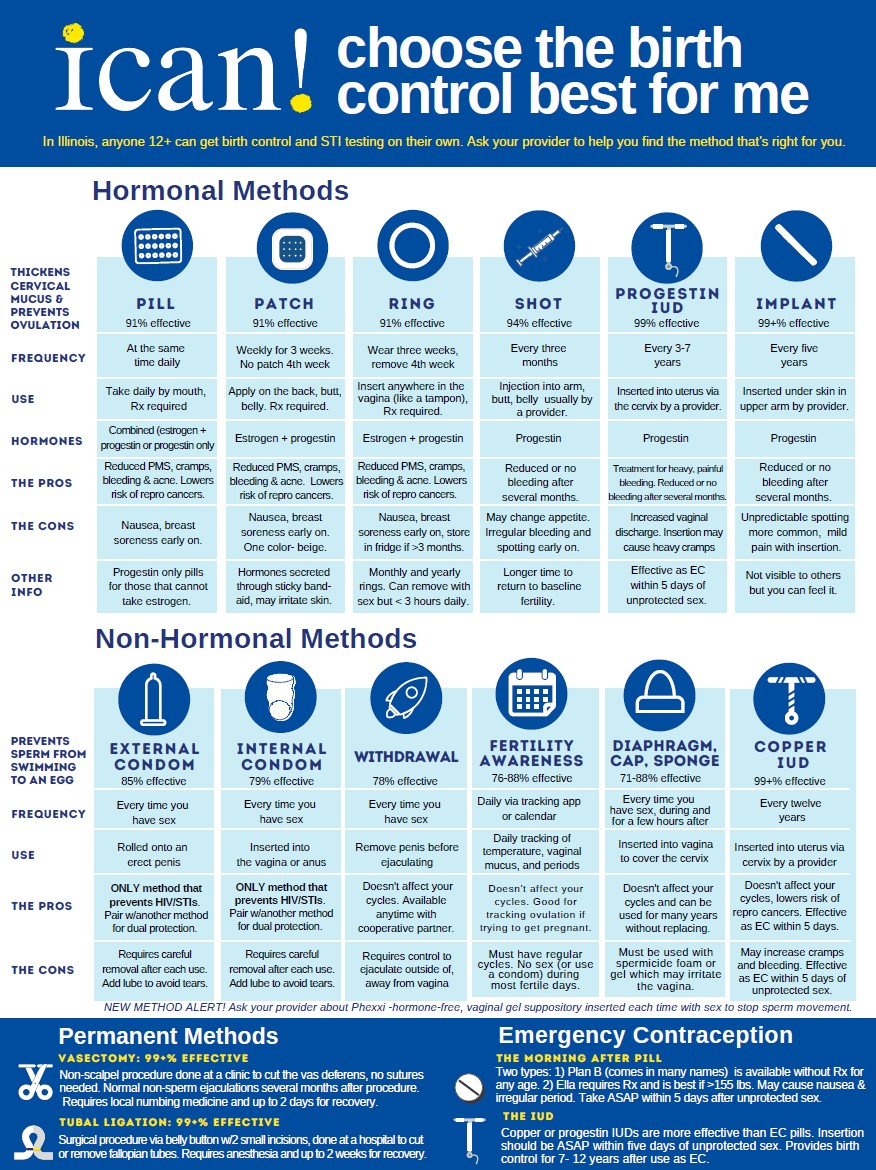 ican!
choose the birth
control best for me
In Illinois, anyone 12+ can get birth control and STI testing on their own. Ask your provider to help you find the method that's right for you.
Hormonal Methods
THICKENS
CERVICAL
MUCUS &
PREVENTS
OVULATION
PILL
91% effective
PATCH
91% effective
RING
91% effective
SHOT
94% effective
PROGESTIN
IUD
99% effective
IMPLANT
99+% effective
FREQUENCY
At the same
time daily
Weekly for 3 weeks.
No patch 4th week
Wear three weeks,
remove 4th week
Every three
months
Every 3-7
years
Every five
years
USE
Take daily by mouth,
Rx required
Apply on the back, butt,
belly. Rx required.
Insert anywhere in the
vagina (like a tampon),
Rx required.
Injection into arm,
butt, belly usually by
a provider.
Inserted into uterus via
the cervix by a provider.
Inserted under skin in
upper arm by provider.
HORMONES
Combined (estrogen +
progestin or progestin only
Estrogen + progestin
Estrogen + progestin
Progestin
Progestin
Progestin
THE PROS
Reduced PMS, cramps,
bleeding & acne. Lowers
risk of repro cancers.
Reduced PMS, cramps,
bleeding & acne. Lowers
risk of repro cancers.
Reduced PMS, cramps,
bleeding & acne. Lowers
risk of repro cancers.
Reduced or no
bleeding after
several months.
Treatment for heavy, painful
bleeding. Reduced or no
bleeding after several months.
Reduced or no
bleeding after
several months.
THE CONS
Nausea, breast
soreness early on.
Nausea, breast
soreness early on.
One color- beige.
Nausea, breast
soreness early on, store
in fridge if >3 months.
May change appetite.
Irregular bleeding and
spotting early on.
Increased vaginal
discharge. Insertion may
cause heavy cramps
Unpredictable spotting
more common, mild
pain with insertion.
OTHER
INFO
Progestin only pills
for those that cannot
take estrogen.
Hormones secreted
through sticky band-
aid, may irritate skin.
Monthly and yearly
rings. Can remove with
sex but < 3 hours daily.
Longer time to
return to baseline
fertility.
Effective as EC
within 5 days of
unprotected sex.
Not visible to others
but you can feel it.
Non-Hormonal Methods
PREVENTS
SPERM FROM
SWIMMING
TO AN EGG
EXTERNAL
CONDOM
85% effective
INTERNAL
CONDOM
79% effective
WITHDRAWAL
78% effective
FERTILITY
AWARENESS
76-88% effective
DIAPHRAGM,
CAP, SPONGE
71-88% effective
COPPER
IUD
99+% effective
FREQUENCY
Every time you
have sex
Every time you
have sex
Every time you
have sex
Daily via tracking app
or calendar
Every time you
have sex, during and
for a few hours after
Every twelve
years
USE
Rolled onto an
erect penis
Inserted into
the vagina or anus
Remove penis before
ejaculating
Daily tracking of
temperature, vaginal
mucus, and periods
Inserted into vagina
to cover the cervix
Inserted into uterus via
cervix by a provider
THE PROS
ONLY method that
prevents HIV/STIs.
Pair w/another method
for dual protection.
ONLY method that
prevents HIV/STIs.
Pair w/another method
for dual protection.
Doesn't affect your
cycles. Available
anytime with
cooperative partner.
Doesn't affect your
cycles. Good for
tracking ovulation if
trying to get pregnant.
Doesn't affect your
cycles and can be
used for many years
without replacing.
Doesn't affect your
cycles, lowers risk of
repro cancers. Effective
as EC within 5 days.
THE CONS
Requires careful
removal after each use.
Add lube to avoid tears.
Requires careful
removal after each use.
Add lube to avoid tears.
Requires control to
ejaculate outside of,
away from vagina
Must have regular
cycles. No sex (or use
a condom) during
most fertile days.
Must be used with
spermicide foam or
gel which may irritate
the vagina.
May increase cramps
and bleeding. Effective
as EC within 5 days of
unprotected sex.
NEW METHOD ALERT! Ask your provider about Phexxi -hormone-free, vaginal gel suppository inserted each time with sex to stop sperm movement.
Permanent Methods
VASECTOMY: 99+% EFFECTIVE
Non-scalpel procedure done at a clinic to cut the vas deferens, no sutures
needed. Normal non-sperm ejaculations several months after procedure.
Requires local numbing medicine and up to 2 days for recovery.
TUBAL LIGATION: 99+% EFFECTIVE
Surgical procedure via belly button w/2 small incisions, done at a hospital to cut
or remove fallopian tubes. Requires anesthesia and up to 2 weeks for recovery.
Emergency Contraception
THE MORNING AFTER PILL
Two types: 1) Plan B (comes in many names) is available without Rx for
any age. 2) Ella requires Rx and is best if >155 lbs. May cause nausea &
irregular period. Take ASAP within 5 days after unprotected sex.
THE IUD
Copper or progestin IUDs are more effective than EC pills. Insertion
should be ASAP within five days of unprotected sex. Provides birth
control for 7- 12 years after use as EC.